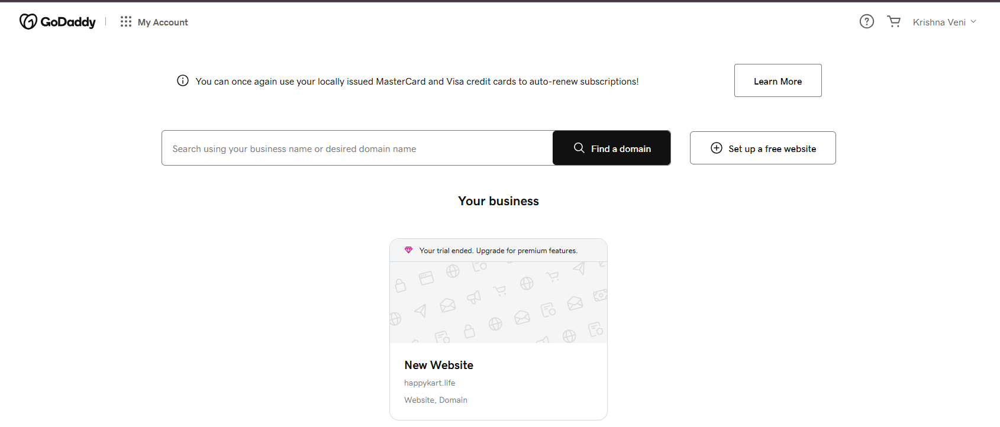 GoDaddy
My Account
Krishna Veni
You can once again use your locally issued MasterCard and Visa credit cards to auto-renew subscriptions!
Learn More
Search using your business name or desired domain name
Find a domain
Set up a free website
Your business
Your trial ended. Upgrade for premium features.
New Website
happykart.life
Website, Domain